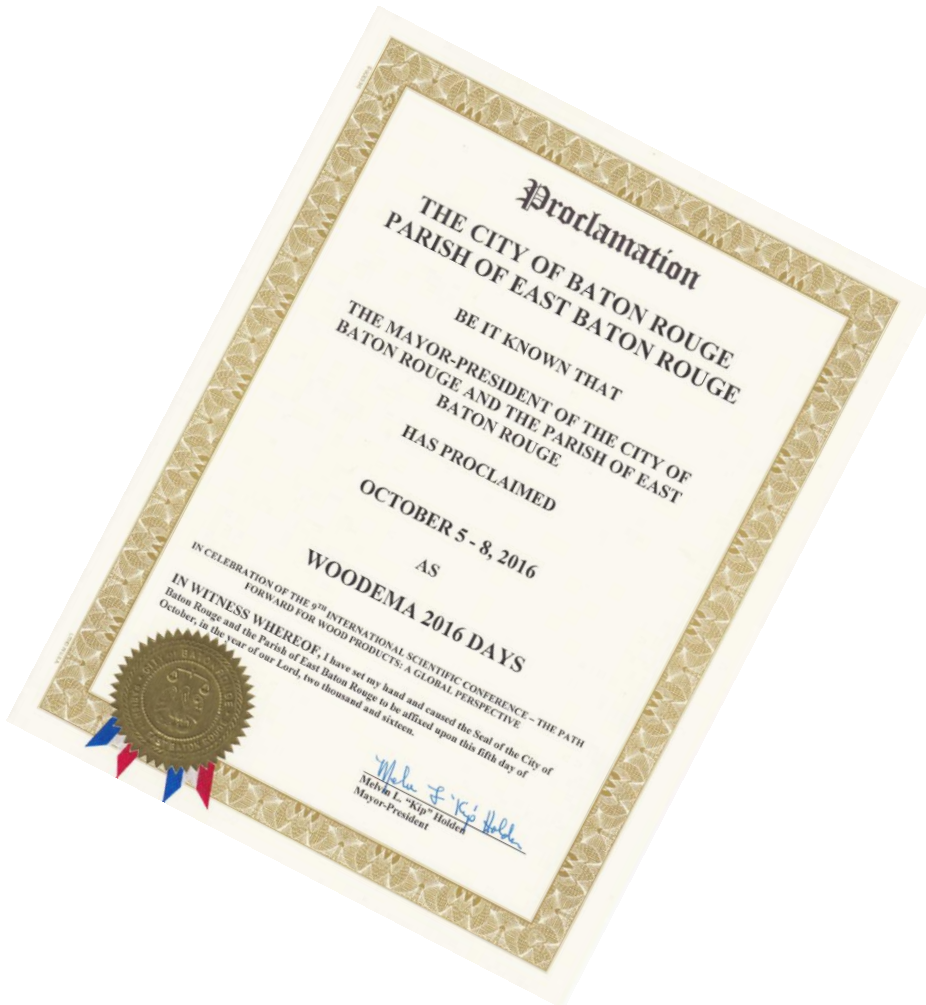 Proclamation
THE CITY OF BATON ROUGE
PARISH OF EAST BATON ROUGE
BE IT KNOWN THAT
THE MAYOR-PRESIDENT OF THE CITY OF
BATON ROUGE AND THE PARISH OF EAST
BATON ROUGE
HAS PROCLAIMED
OCTOBER 5 - 8, 2016
AS
WOODEMA 2016 DAYS
IN CELEBRATION OF THE 9TH INTERNATIONAL SCIENTIFIC CONFERENCE – THE PATH
FORWARD FOR WOOD PRODUCTS: A GLOBAL PERSPECTIVE
IN WITNESS WHEREOF, I have set my hand and caused the Seal of the City of
Baton Rouge and the Parish of East Baton Rouge to be affixed upon this fifth day of
October, in the year of our Lord, two thousand and sixteen.
Melvin L. "Kip" Holden
Melvin L. "Kip" Holden
Mayor-President